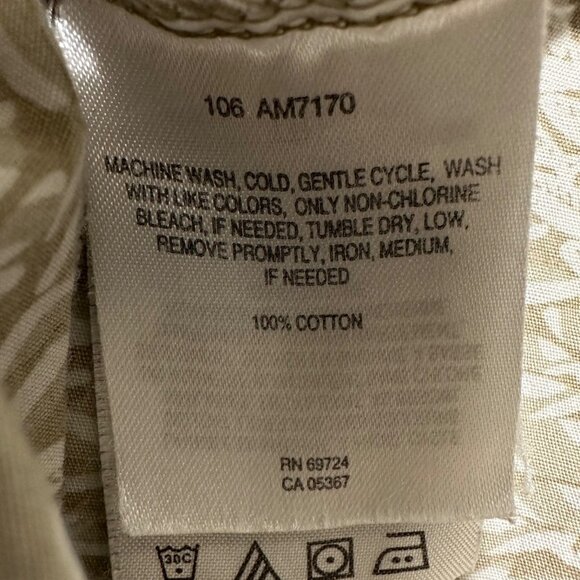 106 AM7170
MACHINE WASH, COLD, GENTLE CYCLE, WASH
WITH LIKE COLORS, ONLY NON-CHLORINE
BLEACH, IF NEEDED, TUMBLE DRY, LOW,
REMOVE PROMPTLY, IRON, MEDIUM,
IF NEEDED
100% COTTON
RN 69724
CA 05367
30C